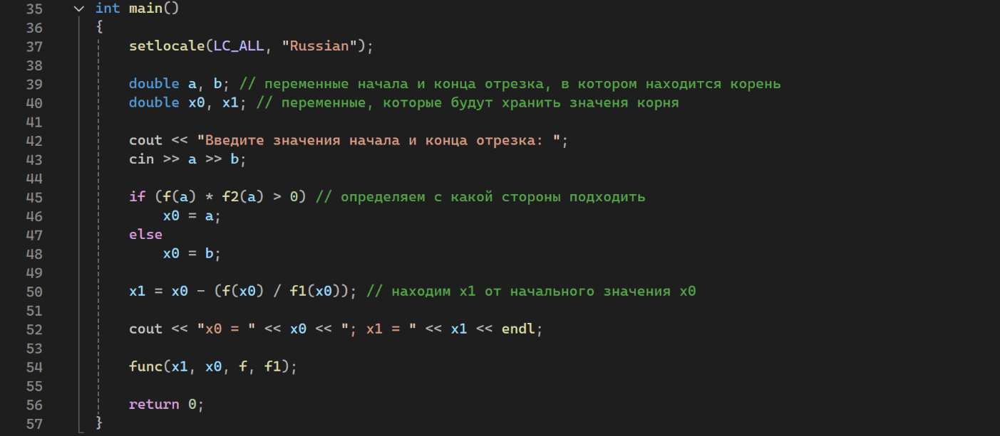 35 int main()
36 {
37 setlocale(LC_ALL, "Russian");
38
39 double a, b; // переменные начала и конца отрезка, в котором находится корень
40 double x0, x1; // переменные, которые будут хранить значеня корня
41
42 cout << "Введите значения начала и конца отрезка: ";
43 cin >> a >> b;
44
45 if (f(a) * f2(a) > 0) // определяем с какой стороны подходить
46 x0 = a;
47 else
48 x0 = b;
49
50 x1 = x0 - (f(x0) / f1(x0)); // находим x1 от начального значения x0
51
52 cout << "x0 = " << x0 << "; x1 = " << x1 << endl;
53
54 func(x1, x0, f, f1);
55
56 return 0;
57 }